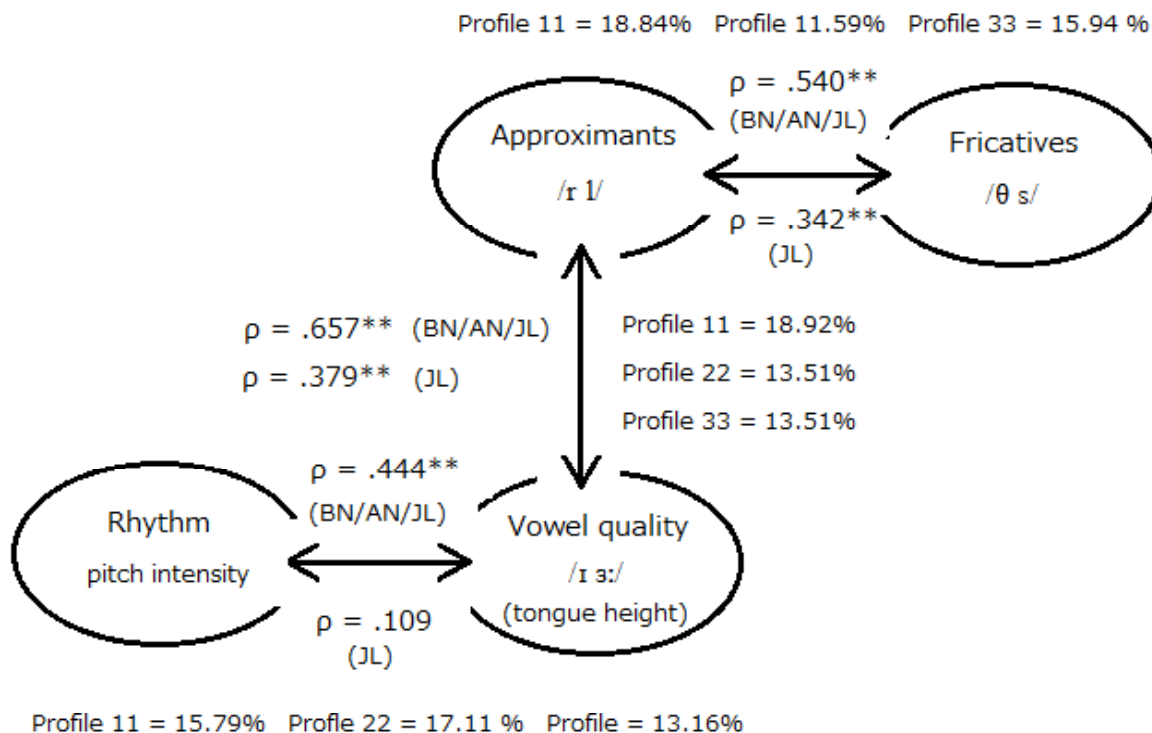 Profile 11 = 18.84% Profile 11.59% Profile 33 = 15.94 %
ρ = .540**
(BN/AN/JL)
Approximants
/r l/
Fricatives
/θ s/
ρ = .342**
(JL)
ρ = .657** (BN/AN/JL)
ρ = .379** (JL)
Profile 11 = 18.92%
Profile 22 = 13.51%
Profile 33 = 13.51%
Rhythm
pitch intensity
ρ = .444**
(BN/AN/JL)
Vowel quality
/ɪ ɜː/
(tongue height)
ρ = .109
(JL)
Profile 11 = 15.79% Profile 22 = 17.11 % Profile = 13.16%